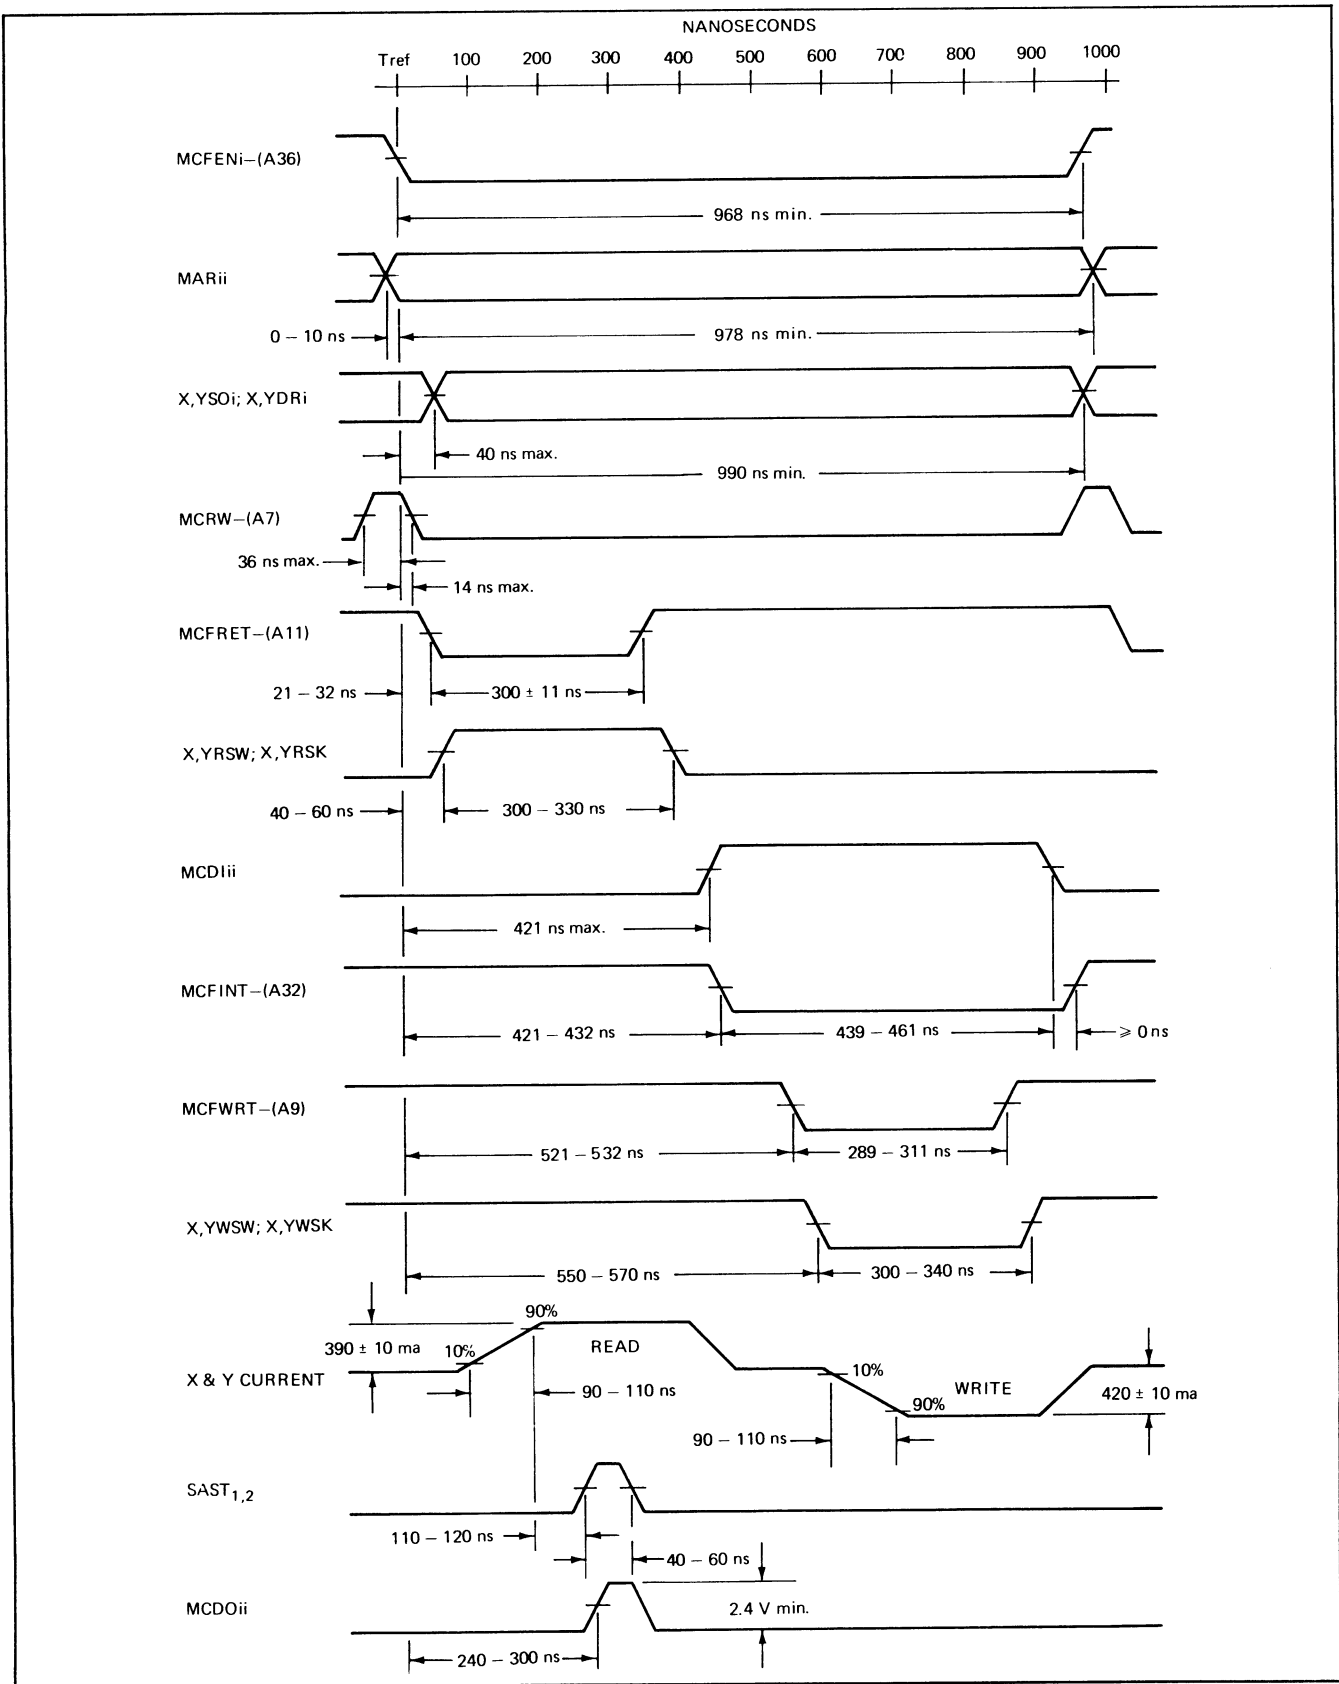 NANOSECONDS
Tref 100 200 300 400 500 600 700 800 900 1000
MCFENi–(A36)
968 ns min.
MARii
0 – 10 ns
978 ns min.
X,YSOi; X,YDRi
40 ns max.
990 ns min.
MCRW–(A7)
36 ns max.
14 ns max.
MCFRET–(A11)
21 – 32 ns
300 ± 11 ns
X,YRSW; X,YRSK
40 – 60 ns
300 – 330 ns
MCDIii
421 ns max.
MCFINT–(A32)
421 – 432 ns
439 – 461 ns
≥ 0 ns
MCFWRT–(A9)
521 – 532 ns
289 – 311 ns
X,YWSW; X,YWSK
550 – 570 ns
300 – 340 ns
90%
390 ± 10 ma
10%
READ
X & Y CURRENT
90 – 110 ns
10%
WRITE
90%
420 ± 10 ma
90 – 110 ns
SAST1,2
110 – 120 ns
40 – 60 ns
MCDOii
2.4 V min.
240 – 300 ns